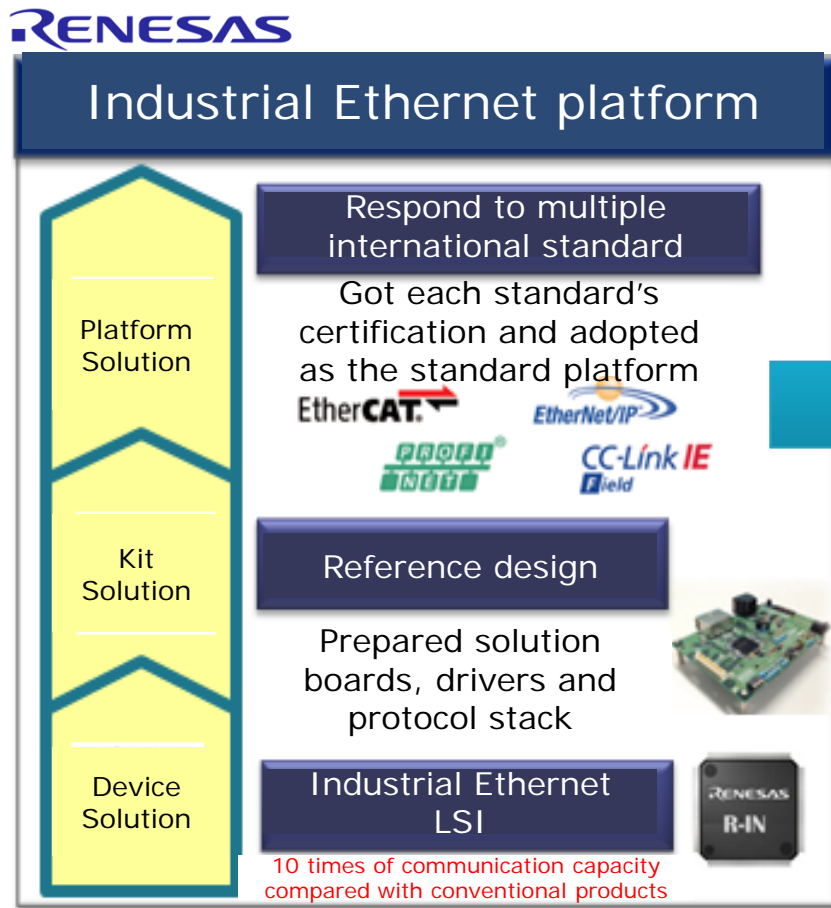 RENESAS
Industrial Ethernet platform
Respond to multiple
international standard
Got each standard's
certification and adopted
as the standard platform
Platform
Solution
EtherCAT.
EtherNet/IP
PROFI
NET
®
CC-Link IE
Field
Kit
Solution
Reference design
Prepared solution
boards, drivers and
protocol stack
Device
Solution
Industrial Ethernet
LSI
RENESAS
R-IN
10 times of communication capacity
compared with conventional products